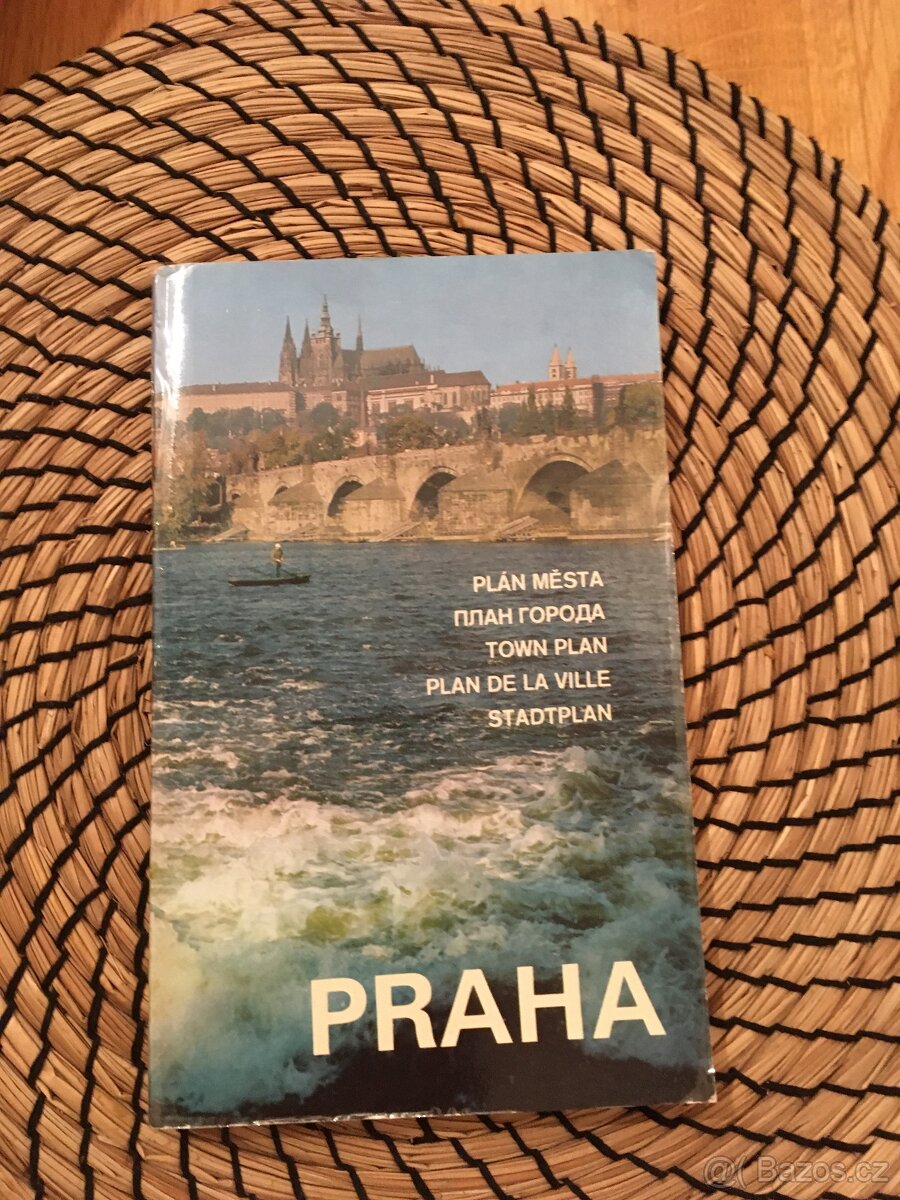 PLÁN MĚSTA
ПЛАН ГОРОДА
TOWN PLAN
PLAN DE LA VILLE
STADTPLAN
PRAHA
@( Bazos.cz